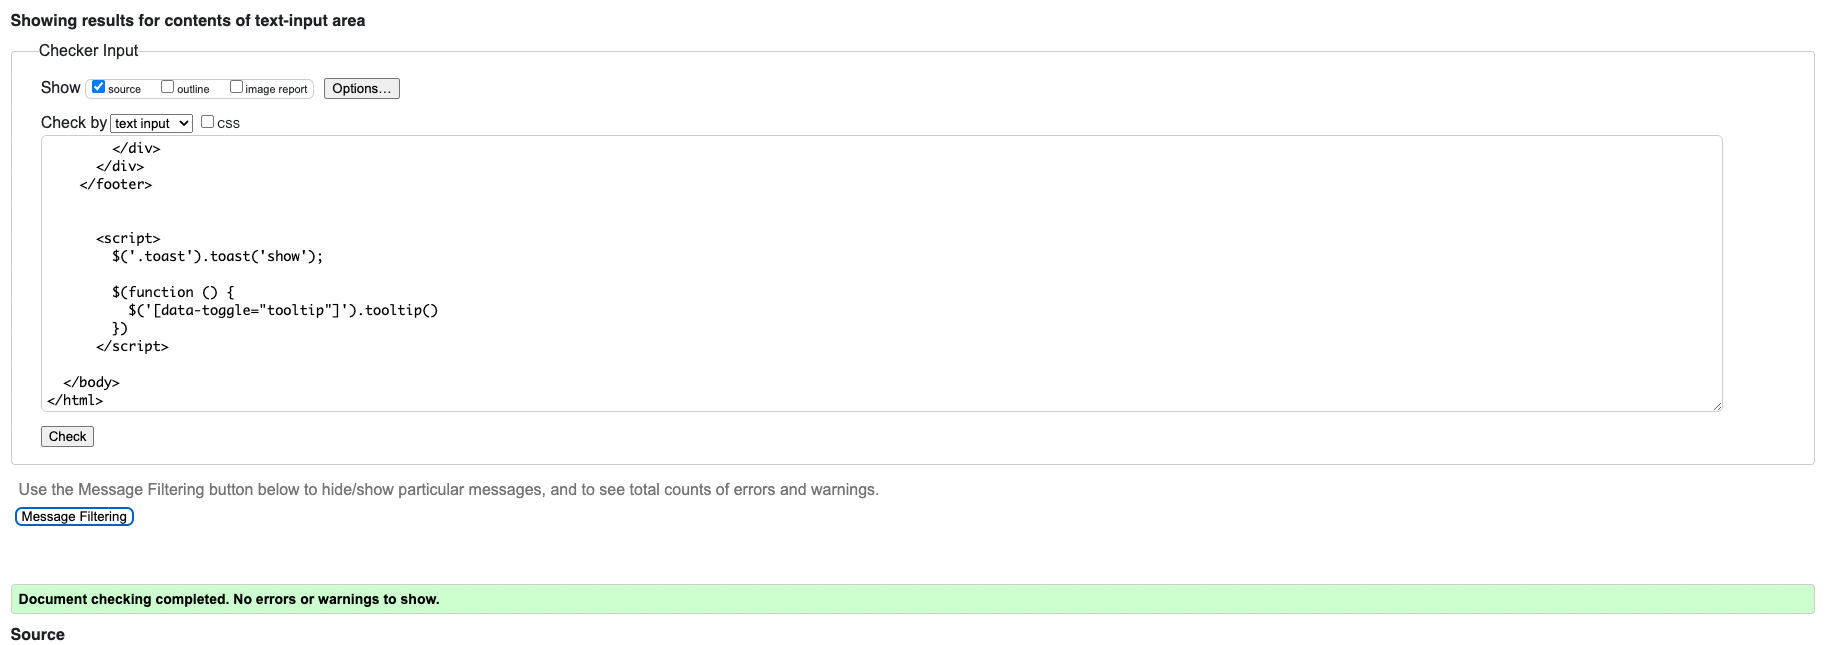 Showing results for contents of text-input area
Checker Input
Show source outline image report Options...
Check by text input CSS
</div>
</div>
</footer>
<script>
$('.toast').toast('show');
$(function () {
$('[data-toggle="tooltip"]').tooltip()
})
</script>
</body>
</html>
Check
Use the Message Filtering button below to hide/show particular messages, and to see total counts of errors and warnings.
Message Filtering
Document checking completed. No errors or warnings to show.
Source